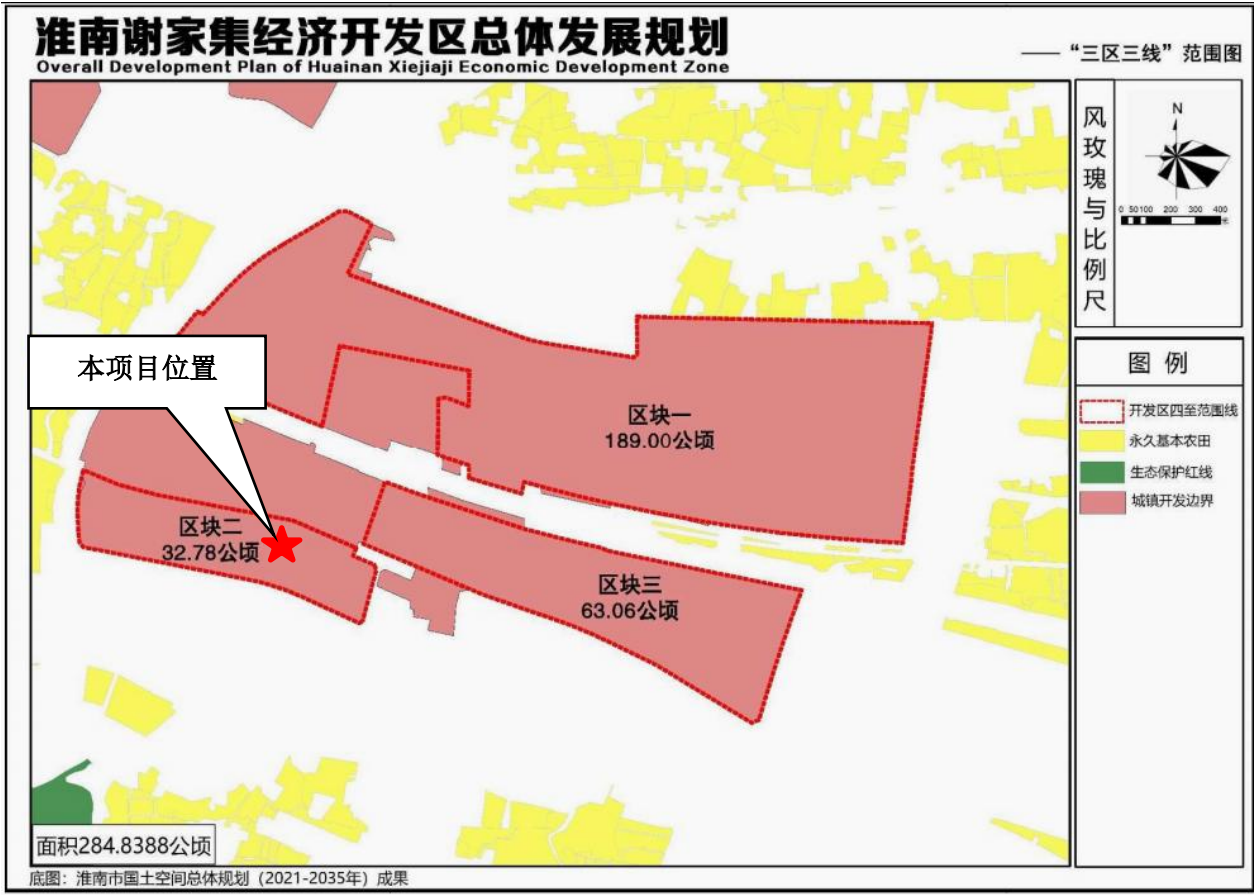 淮南谢家集经济开发区总体发展规划
Overall Development Plan of Huainan Xiejiaji Economic Development Zone
——“三区三线”范围图
风玫瑰与比例尺
N
0 50 100 200 300 400
米
图例
开发区四至范围线
永久基本农田
生态保护红线
城镇开发边界
本项目位置
区块一
189.00公顷
区块二
32.78公顷
区块三
63.06公顷
面积284.8388公顷
底图：淮南市国土空间总体规划（2021-2035年）成果